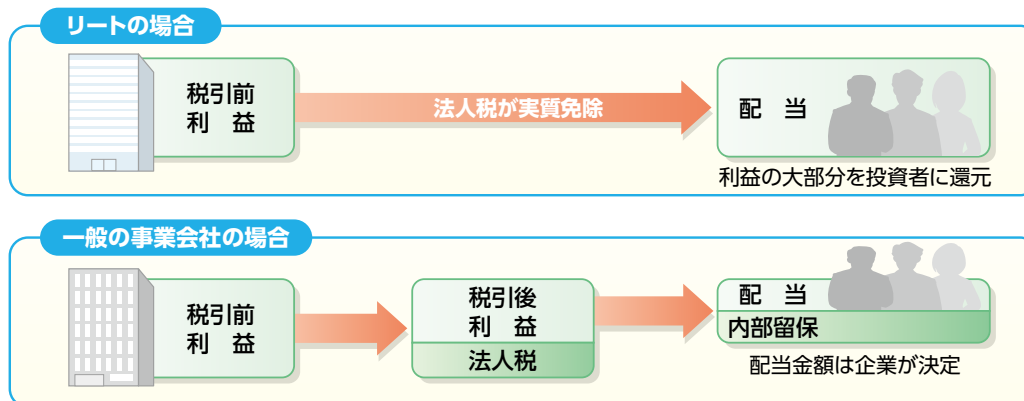 リートの場合
税引前
利 益
法人税が実質免除
配 当
利益の大部分を投資者に還元
一般の事業会社の場合
税引前
利 益
税引後
利 益
法人税
配 当
内部留保
配当金額は企業が決定